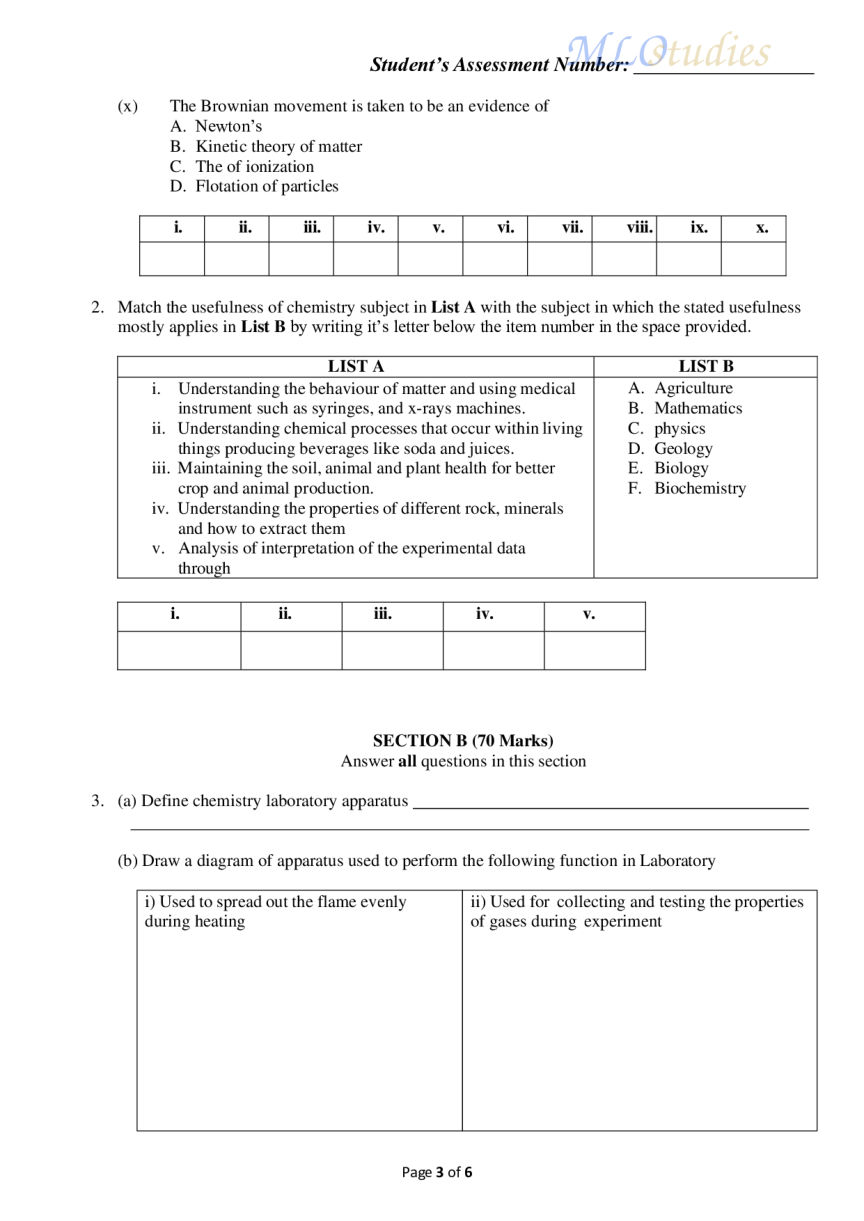 MLOstudies
Student's Assessment Number: ___________________
(x) The Brownian movement is taken to be an evidence of
A. Newton's
B. Kinetic theory of matter
C. The of ionization
D. Flotation of particles
i. ii. iii. iv. v. vi. vii. viii. ix. x.
2. Match the usefulness of chemistry subject in List A with the subject in which the stated usefulness
mostly applies in List B by writing it's letter below the item number in the space provided.
LIST A
i. Understanding the behaviour of matter and using medical
instrument such as syringes, and x-rays machines.
ii. Understanding chemical processes that occur within living
things producing beverages like soda and juices.
iii. Maintaining the soil, animal and plant health for better
crop and animal production.
iv. Understanding the properties of different rock, minerals
and how to extract them
v. Analysis of interpretation of the experimental data
through
LIST B
A. Agriculture
B. Mathematics
C. physics
D. Geology
E. Biology
F. Biochemistry
i. ii. iii. iv. v.
SECTION B (70 Marks)
Answer all questions in this section
3. (a) Define chemistry laboratory apparatus ___________________
(b) Draw a diagram of apparatus used to perform the following function in Laboratory
i) Used to spread out the flame evenly
during heating
ii) Used for collecting and testing the properties
of gases during experiment
Page 3 of 6